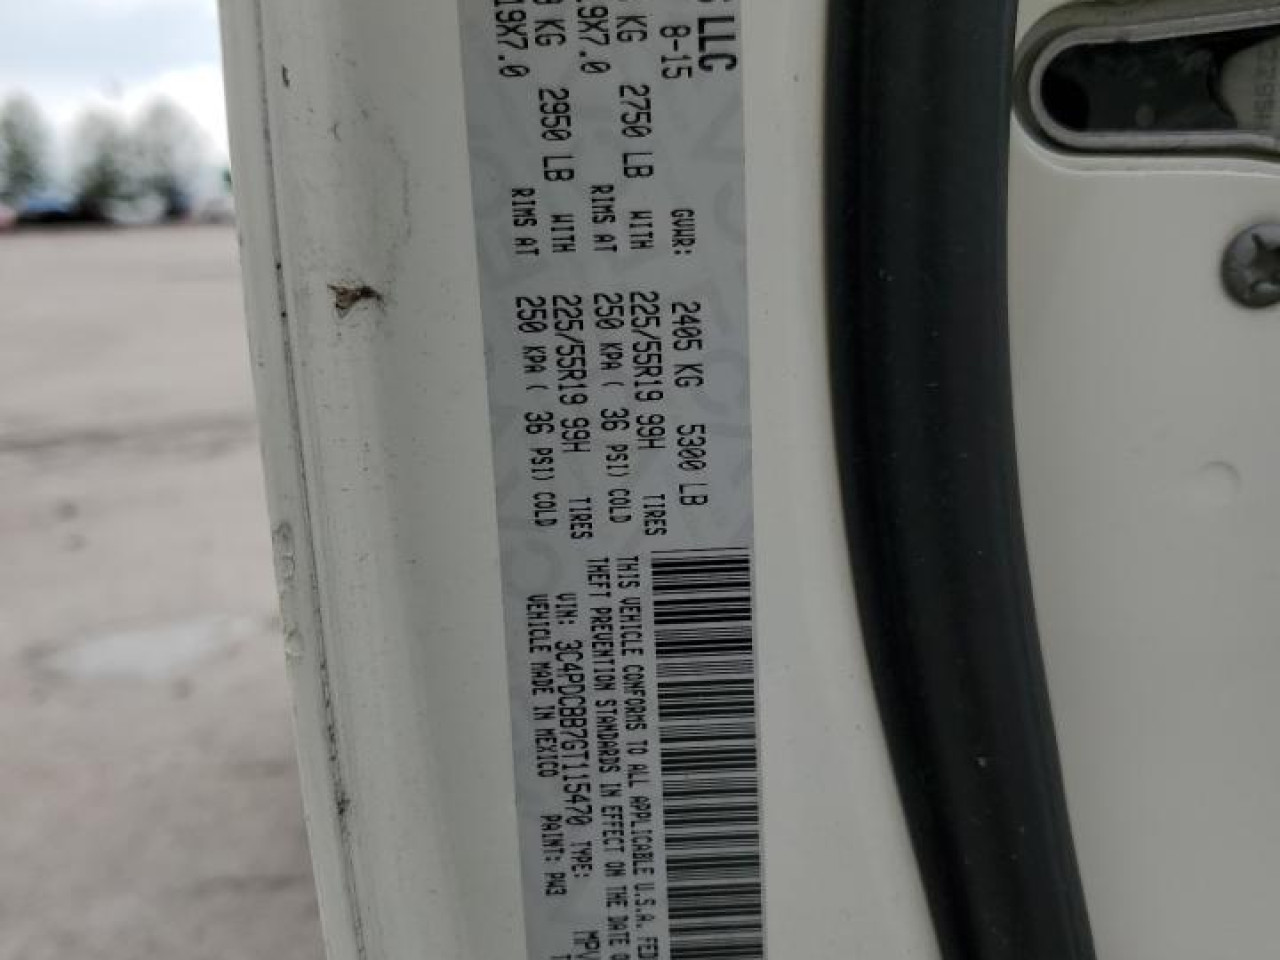 LLC
8-15
GVWR: 2405 KG 5300 LB
KG 2750 LB WITH 225/55R19 99H TIRES
19X7.0 RIMS AT 250 KPA ( 36 PSI) COLD
KG 2950 LB WITH 225/55R19 99H TIRES
19X7.0 RIMS AT 250 KPA ( 36 PSI) COLD
THIS VEHICLE CONFORMS TO ALL APPLICABLE U.S.A. FED
THEFT PREVENTION STANDARDS IN EFFECT ON THE DATE O
VIN: 3C4PDCBB7GT115470 TYPE: MPV
VEHICLE MADE IN MEXICO PAINT: PW3